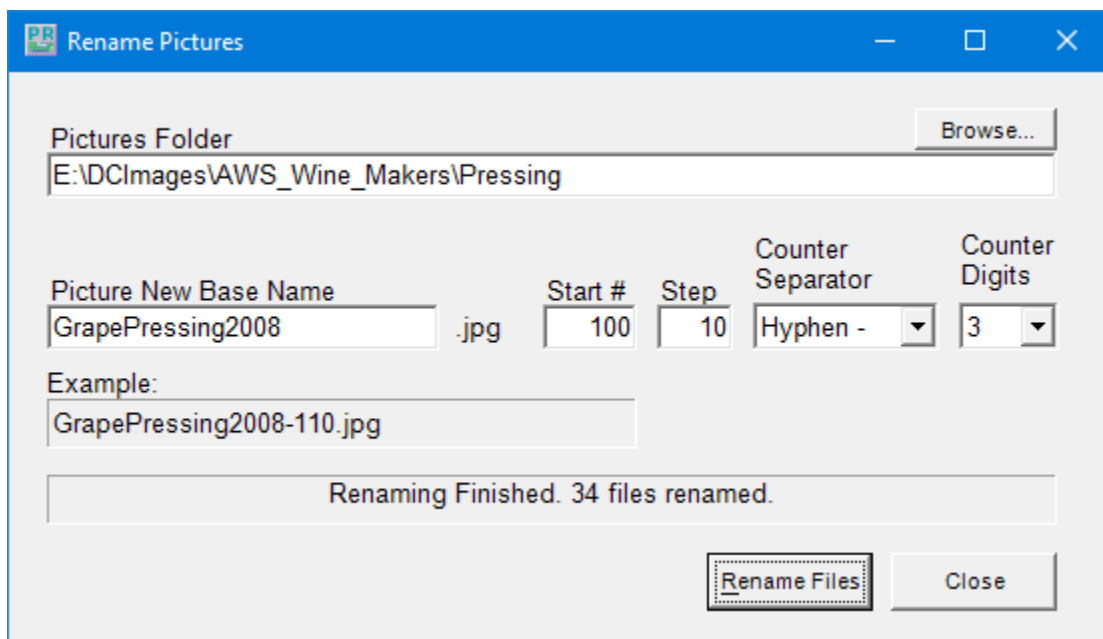 PR
Rename Pictures
Pictures Folder
Browse...
E:\DCImages\AWS_Wine_Makers\Pressing
Picture New Base Name
Start #
Step
Counter
Separator
Counter
Digits
GrapePressing2008
.jpg
100
10
Hyphen -
3
Example:
GrapePressing2008-110.jpg
Renaming Finished. 34 files renamed.
Rename Files
Close